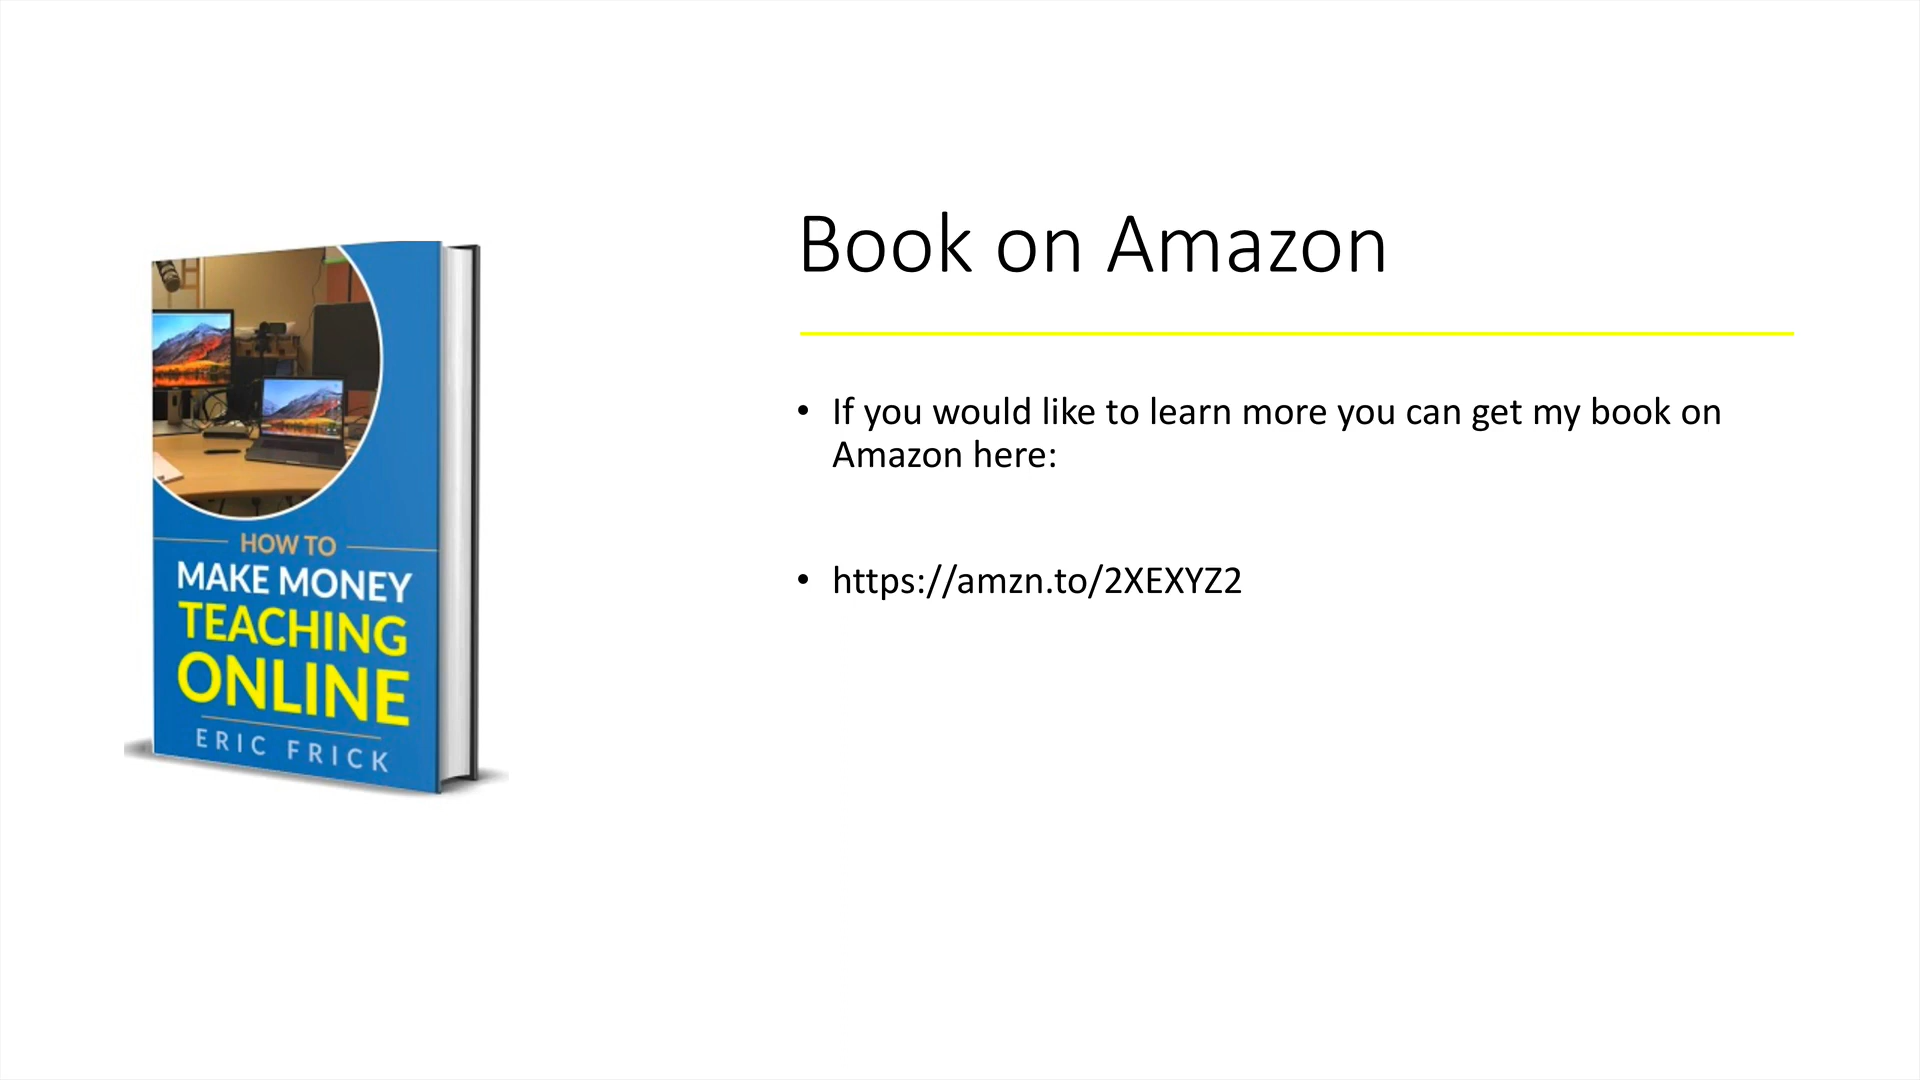 Book on Amazon
• If you would like to learn more you can get my book on
Amazon here:
• https://amzn.to/2XEXYZ2
HOW TO
MAKE MONEY
TEACHING
ONLINE
ERIC FRICK